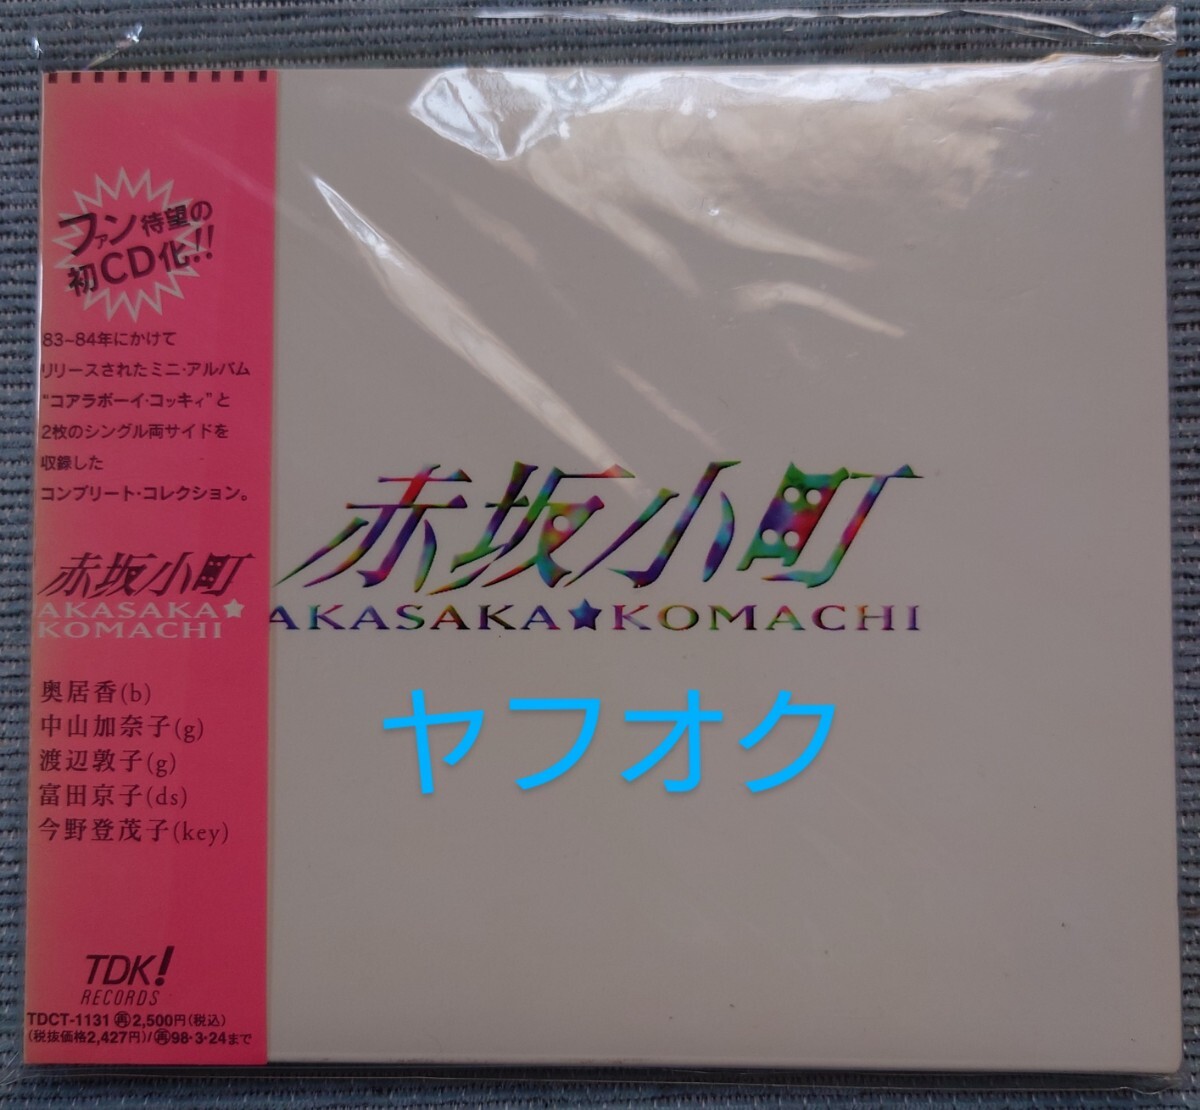 ファン待望の
初CD化!!
83~84年にかけて
リリースされたミニ・アルバム
"コアラボーイ・コッキィ"と
2枚のシングル両サイドを
収録した
コンプリート・コレクション。
赤坂小町
AKASAKA★
KOMACHI
奥居香(b)
中山加奈子(g)
渡辺敦子(g)
富田京子(ds)
今野登茂子(key)
TDK!
RECORDS
TDCT-1131 再2,500円(税込)
(税抜価格2,427円)/再98・3・24まで
赤坂小町
AKASAKA★KOMACHI
ヤフオク